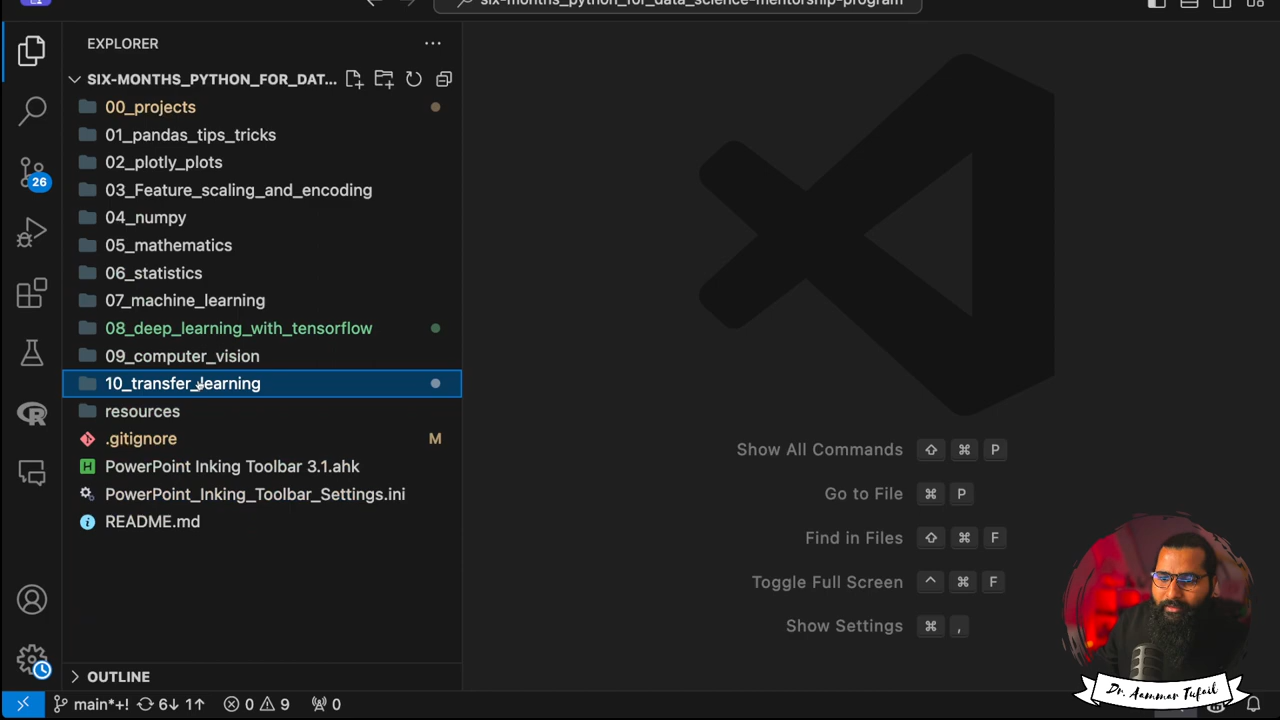 six-months_python_for_data_science-mentorship-program
EXPLORER
SIX-MONTHS_PYTHON_FOR_DAT...
00_projects
01_pandas_tips_tricks
02_plotly_plots
03_Feature_scaling_and_encoding
04_numpy
05_mathematics
06_statistics
07_machine_learning
08_deep_learning_with_tensorflow
09_computer_vision
10_transfer_learning
resources
.gitignore M
PowerPoint Inking Toolbar 3.1.ahk
PowerPoint_Inking_Toolbar_Settings.ini
README.md
26
R
H
Show All Commands ⇧ ⌘ P
Go to File ⌘ P
Find in Files ⇧ ⌘ F
Toggle Full Screen ^ ⌘ F
Show Settings ⌘ ,
OUTLINE
main*+! 6↓ 1↑ 0 9 0
Dr. Aammar Tufail